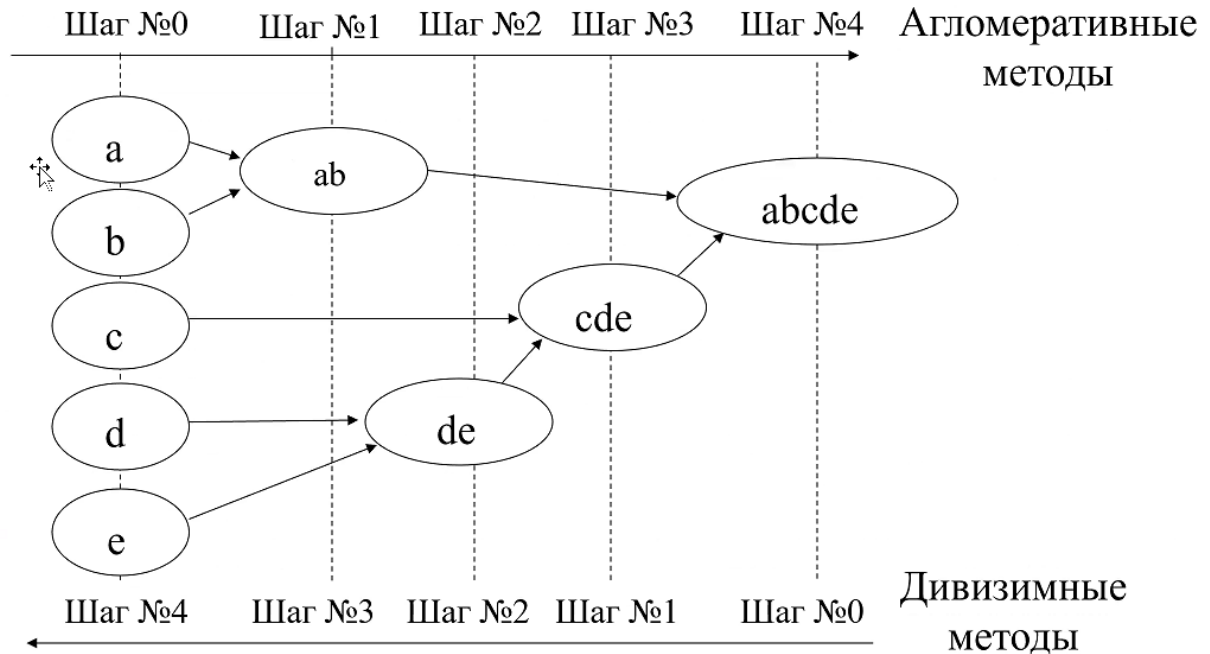 Шаг №0 Шаг №1 Шаг №2 Шаг №3 Шаг №4
Агломеративные
методы
a
ab
abcde
b
cde
c
de
d
e
Шаг №4 Шаг №3 Шаг №2 Шаг №1 Шаг №0
Дивизимные
методы